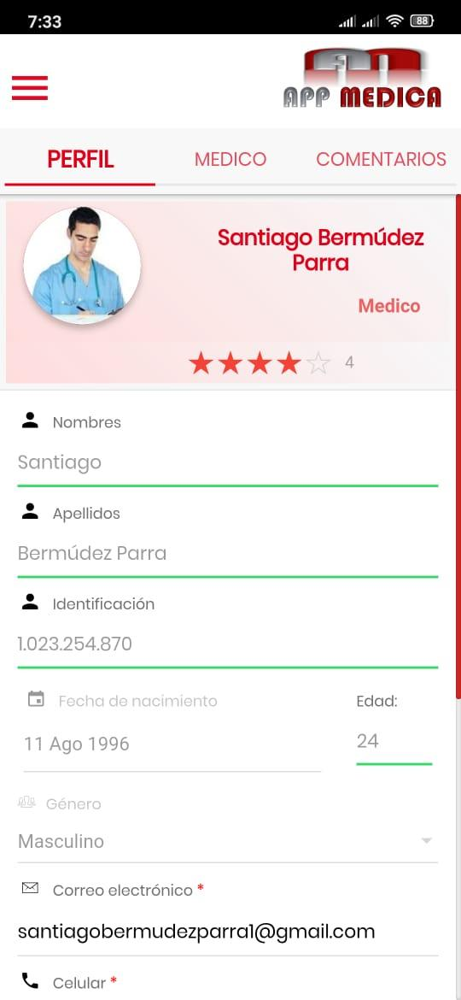 7:33
88
APP MEDICA
PERFIL MEDICO COMENTARIOS
Santiago Bermúdez
Parra
Medico
4
Nombres
Santiago
Apellidos
Bermúdez Parra
Identificación
1.023.254.870
Fecha de nacimiento Edad:
11 Ago 1996 24
Género
Masculino
Correo electrónico *
santiagobermudezparra1@gmail.com
Celular *